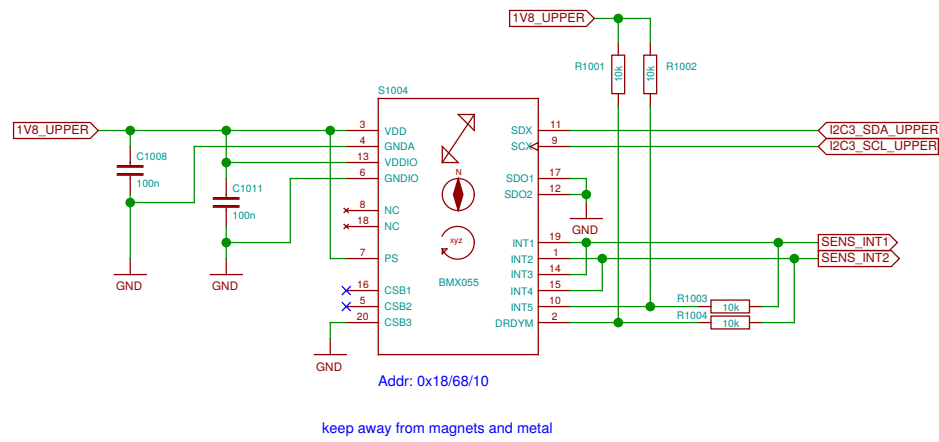 1V8_UPPER
R1001
10k
10k
R1002
S1004
1V8_UPPER
3
VDD
4
GNDA
13
VDDIO
6
GNDIO
8
NC
18
NC
7
PS
16
CSB1
5
CSB2
20
CSB3
C1008
100n
C1011
100n
GND
GND
GND
N
xyz
BMX055
SDX
11
I2C3_SDA_UPPER
SCX
9
I2C3_SCL_UPPER
SDO1
17
SDO2
12
GND
INT1
19
SENS_INT1
INT2
1
SENS_INT2
INT3
14
INT4
15
INT5
10
R1003
10k
DRDYM
2
R1004
10k
Addr: 0x18/68/10
keep away from magnets and metal